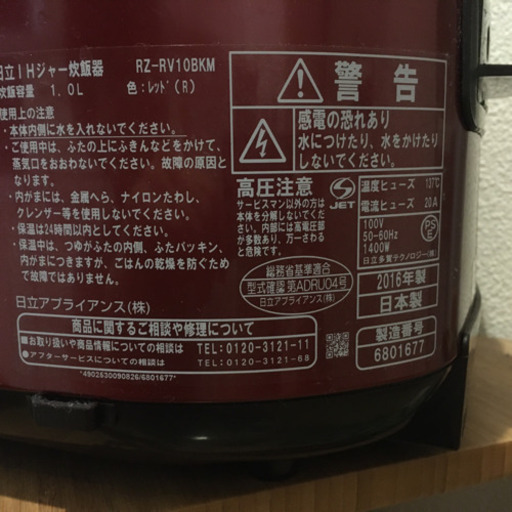 日立IHジャー炊飯器 RZ-RV10BKM
炊飯容量 1.0L 色:レッド(R)
使用上の注意
・本体内側に水を入れないでください。
・ご使用中は、ふたの上にふきんなどをかけて、
蒸気口をおおわないでください。故障の原因と
なります。
・内がまには、金属へら、ナイロンたわし、
クレンザー等を使用しないでください。
・保温は24時間以内としてください。
・保温中は、つゆがふたの内側、ふたパッキン、
内がまにつきますが、ごはんの乾燥を防ぐため
で故障ではありません。
日立アプライアンス(株)
警告
感電の恐れあり
水につけたり、水をかけたり
しないでください。
高圧注意
サービスマン以外の方は
本体を分解しないでくだ
さい。内部には高電圧部
が多数あり、万一さわると
危険です。
JET
温度ヒューズ 137℃
電流ヒューズ 20A
100V
50-60Hz
1400W
日立多賀テクノロジー(株)
PS
E
総務省基準適合
型式確認 第ADRU04号
日立アプライアンス(株)
2016年製
日本製
製造番号
6801677
商品に関するご相談や修理について
●お取り扱いや商品情報についての相談は TEL:0120-3121-11
●アフターサービスについての相談は TEL:0120-3121-68
*4902530090826/6801677*